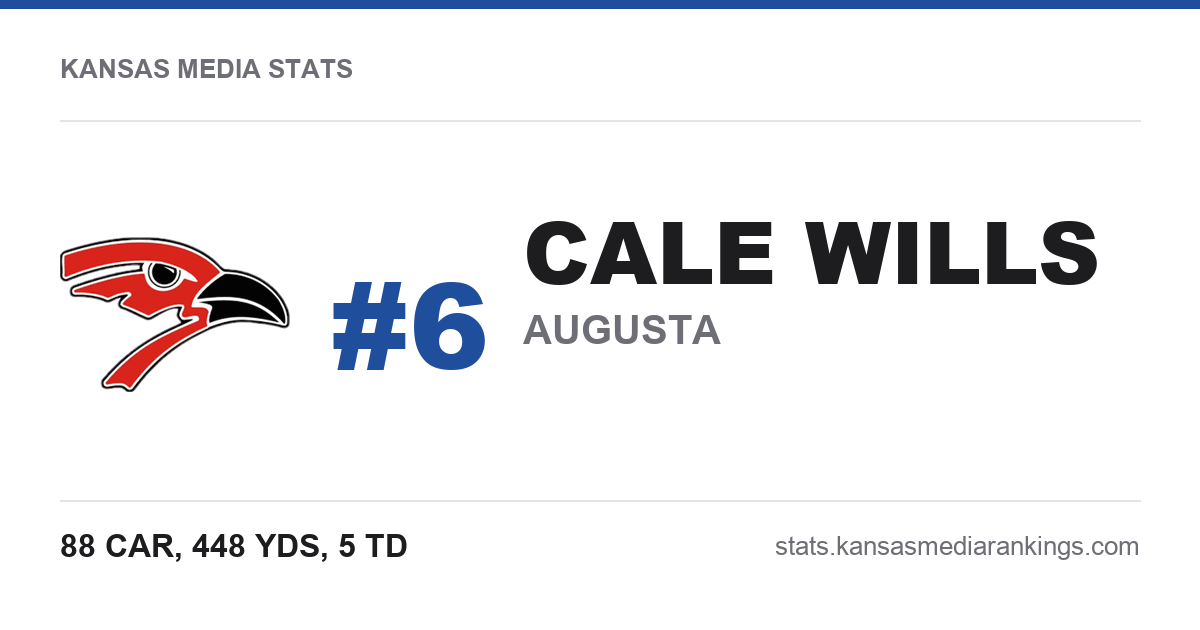 KANSAS MEDIA STATS
#6
CALE WILLS
AUGUSTA
88 CAR, 448 YDS, 5 TD
stats.kansasmediarankings.com